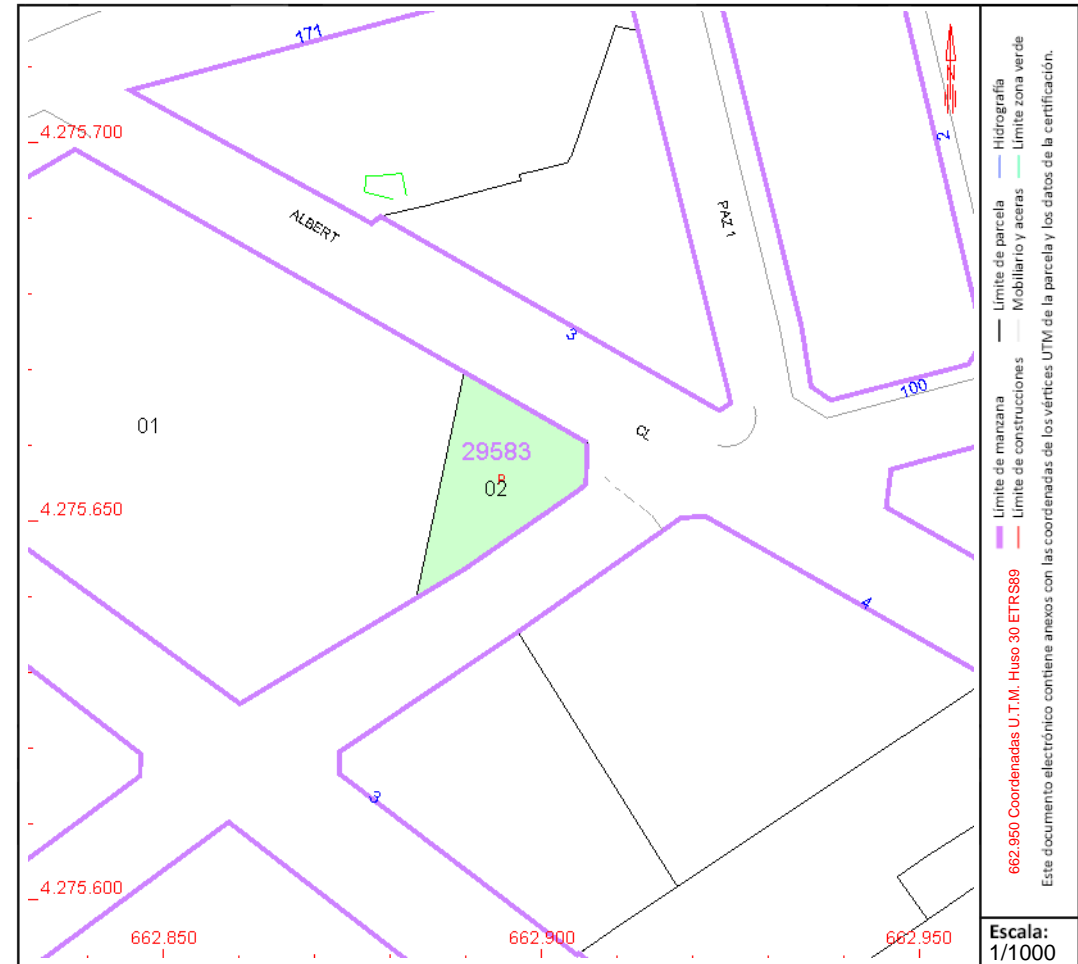 171
4.275.700
ALBERT
PAZ 1
2
3
100
01
CL
29583
02
4.275.650
4
3
4.275.600
662.850
662.900
662.950
Límite de manzana
Límite de parcela
Hidrografía
662.950 Coordenadas U.T.M. Huso 30 ETRS89
Límite de construcciones
Mobiliario y aceras
Límite zona verde
Este documento electrónico contiene anexos con las coordenadas de los vértices UTM de la parcela y los datos de la certificación.
Escala:
1/1000